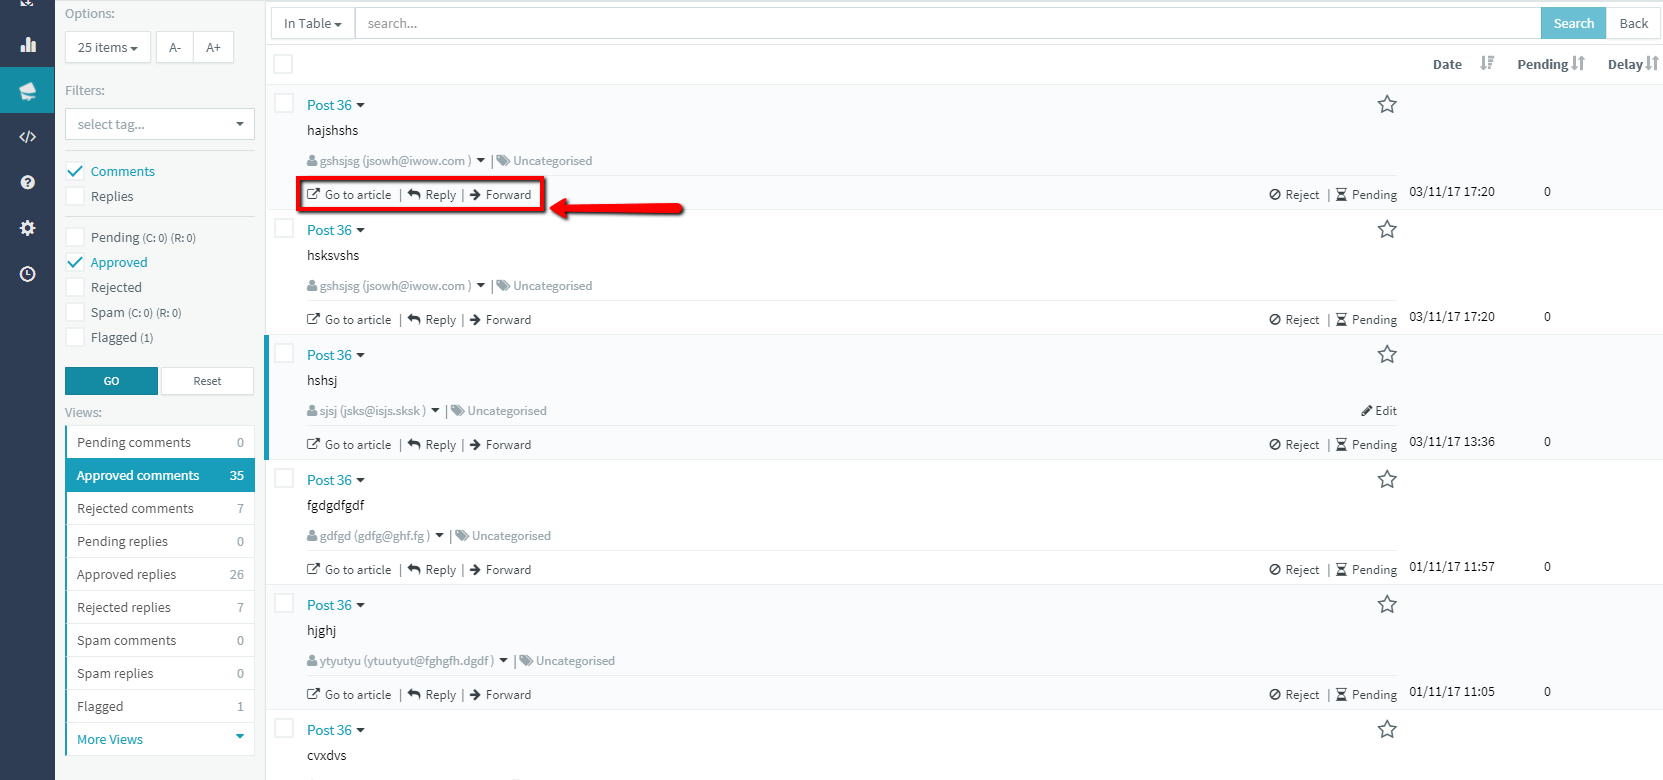 Options:
25 items
A-
A+
Filters:
select tag...
Comments
Replies
Pending (C: 0) (R: 0)
Approved
Rejected
Spam (C: 0) (R: 0)
Flagged (1)
GO
Reset
Views:
Pending comments 0
Approved comments 35
Rejected comments 7
Pending replies 0
Approved replies 26
Rejected replies 7
Spam comments 0
Spam replies 0
Flagged 1
More Views
In Table
search...
Search
Back
Date
Pending
Delay
Post 36
hajshshs
gshsjsg (jsowh@iwow.com ) | Uncategorised
Go to article | Reply | Forward
Reject | Pending
03/11/17 17:20
0
Post 36
hsksvshs
gshsjsg (jsowh@iwow.com ) | Uncategorised
Go to article | Reply | Forward
Reject | Pending
03/11/17 17:20
0
Post 36
hshsj
sjsj (jsks@isjs.sksk ) | Uncategorised
Edit
Go to article | Reply | Forward
Reject | Pending
03/11/17 13:36
0
Post 36
fgdgdfgdf
gdfgd (gdfg@ghf.fg ) | Uncategorised
Go to article | Reply | Forward
Reject | Pending
01/11/17 11:57
0
Post 36
hjghj
ytyutyu (ytuutyut@fghgfh.dgdf ) | Uncategorised
Go to article | Reply | Forward
Reject | Pending
01/11/17 11:05
0
Post 36
cvxdvs